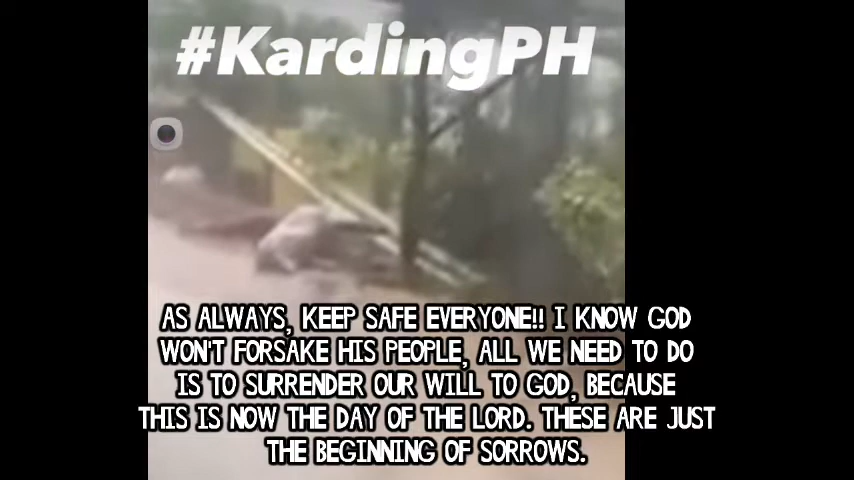 #KardingPH
AS ALWAYS, KEEP SAFE EVERYONE!! I KNOW GOD
WON'T FORSAKE HIS PEOPLE, ALL WE NEED TO DO
IS TO SURRENDER OUR WILL TO GOD, BECAUSE
THIS IS NOW THE DAY OF THE LORD. THESE ARE JUST
THE BEGINNING OF SORROWS.